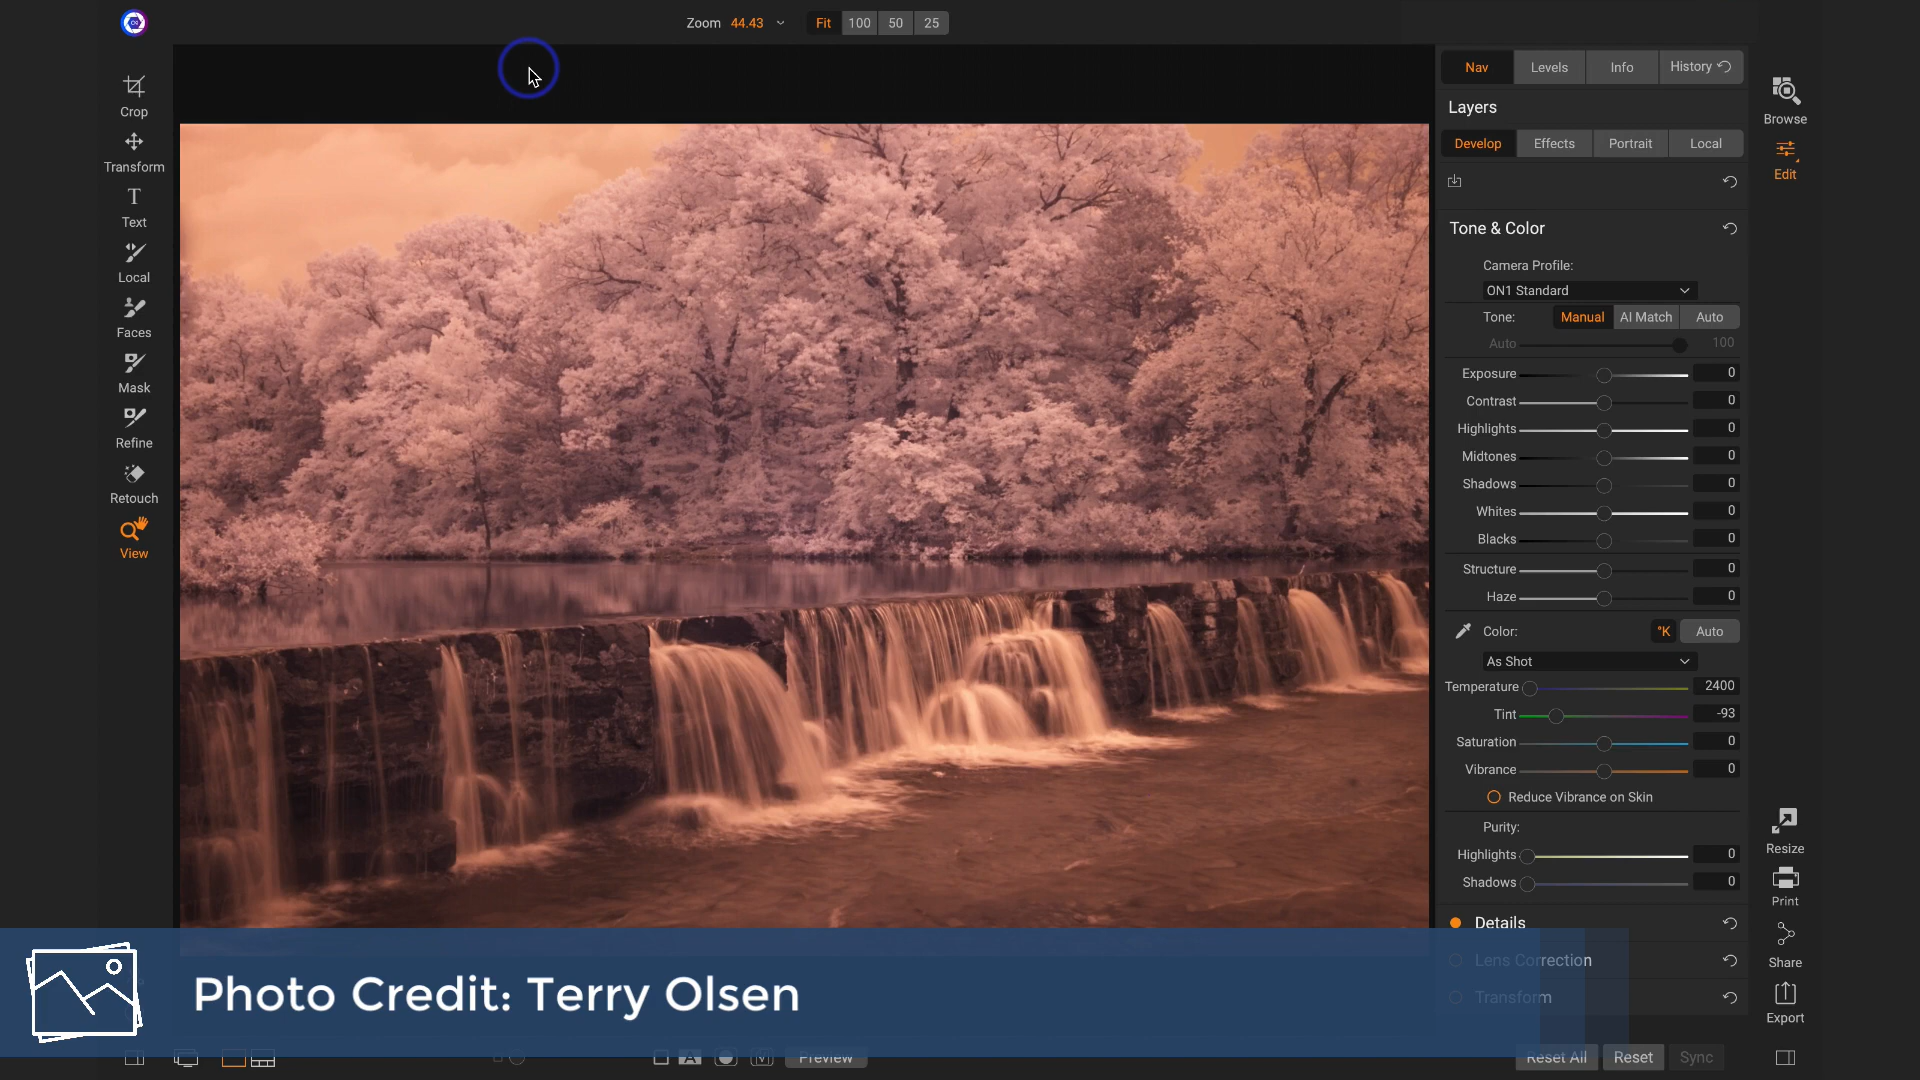 Zoom 44.43 Fit 100 50 25
Crop
Transform
Text
Local
Faces
Mask
Refine
Retouch
View
Nav Levels Info History
Layers
Develop Effects Portrait Local
Tone & Color
Camera Profile:
ON1 Standard
Tone: Manual AI Match Auto
Auto 100
Exposure 0
Contrast 0
Highlights 0
Midtones 0
Shadows 0
Whites 0
Blacks 0
Structure 0
Haze 0
Color: °K Auto
As Shot
Temperature 2400
Tint -93
Saturation 0
Vibrance 0
Reduce Vibrance on Skin
Purity:
Highlights 0
Shadows 0
Details
Lens Correction
Transform
Browse
Edit
Resize
Print
Share
Export
Photo Credit: Terry Olsen
A
Preview
Reset All Reset Sync